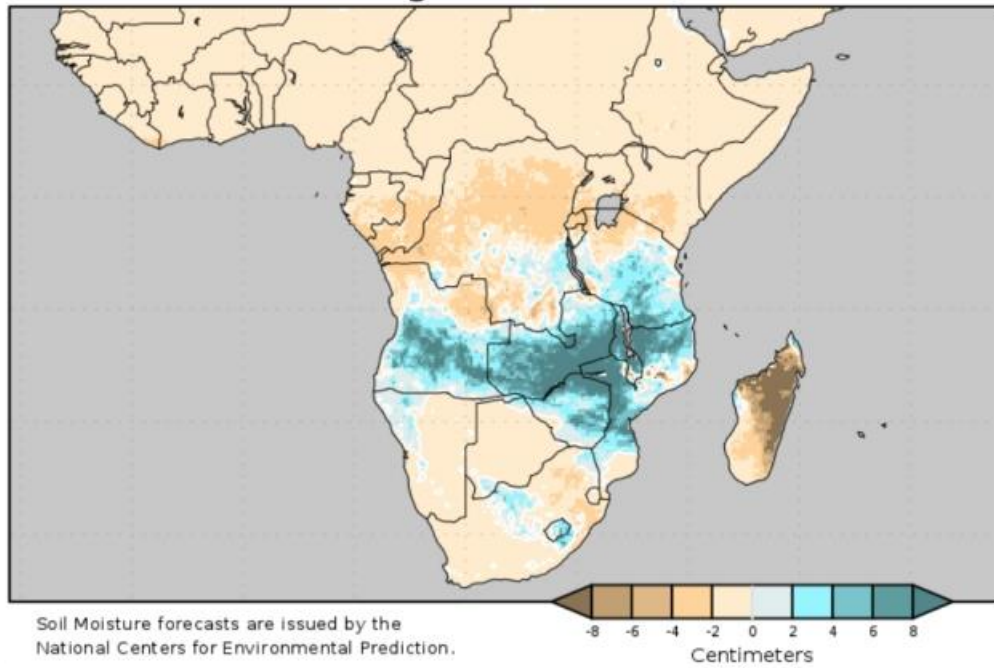 Soil Moisture forecasts are issued by the
National Centers for Environmental Prediction.
-8 -6 -4 -2 0 2 4 6 8
Centimeters